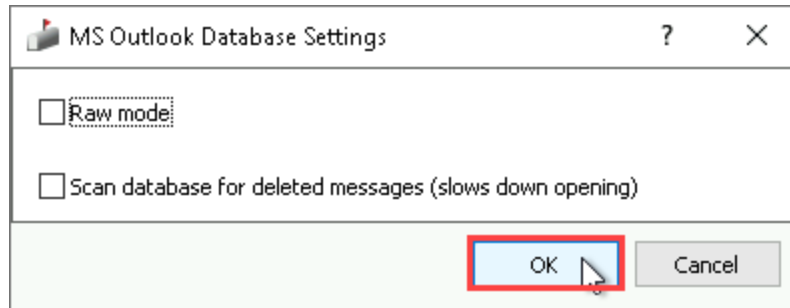 MS Outlook Database Settings ?
Raw mode
Scan database for deleted messages (slows down opening)
OK Cancel